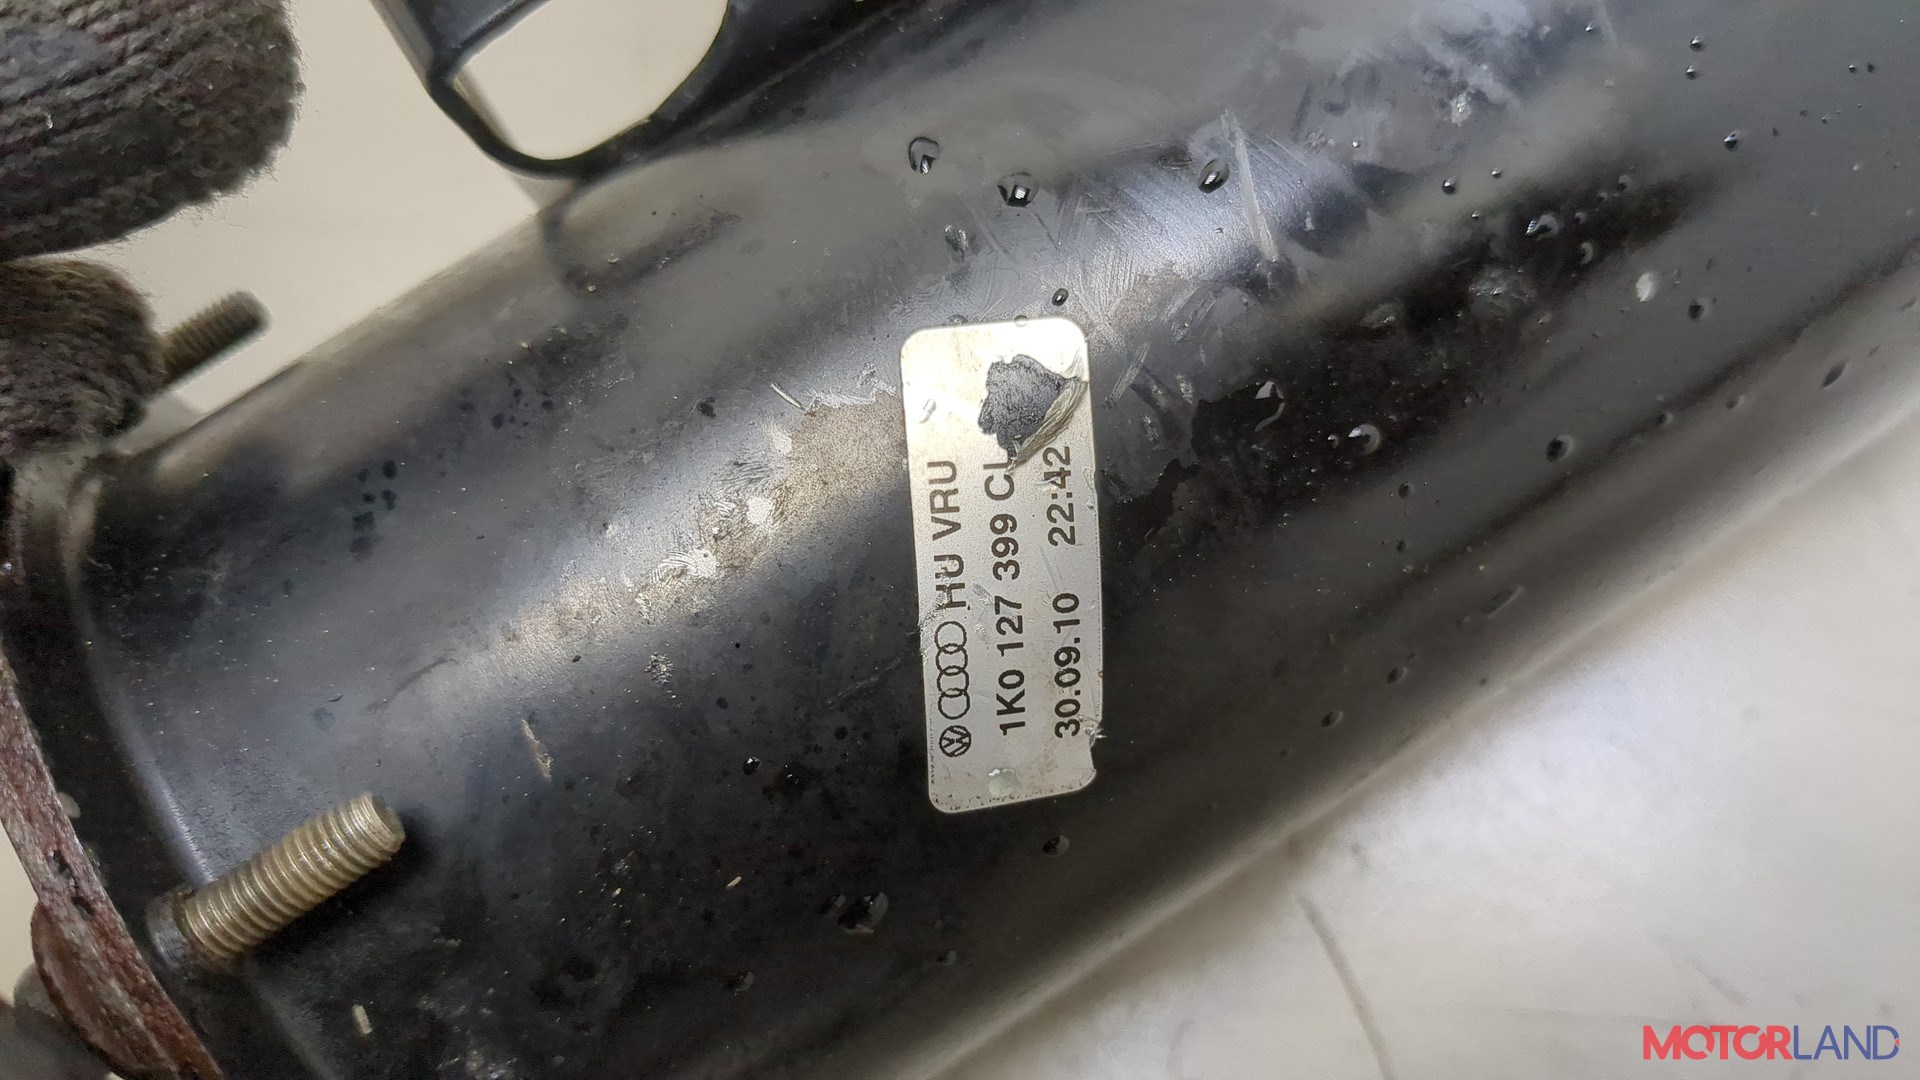 HU VRU
1K0 127 399
30.09.10 22:42
MOTORLAND